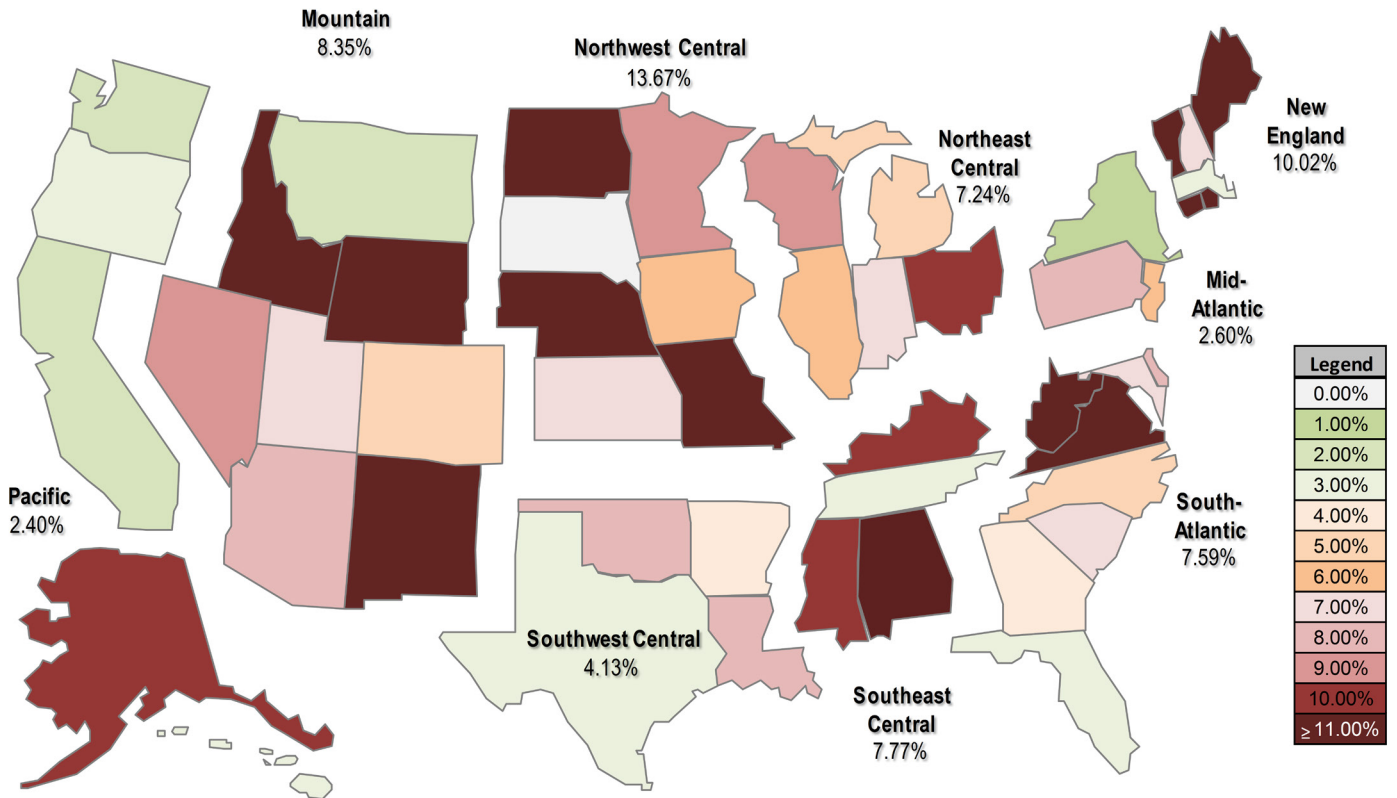 Mountain
8.35%
Northwest Central
13.67%
New
England
10.02%
Northeast
Central
7.24%
Mid-
Atlantic
2.60%
Pacific
2.40%
South-
Atlantic
7.59%
Southwest Central
4.13%
Southeast
Central
7.77%
Legend
0.00%
1.00%
2.00%
3.00%
4.00%
5.00%
6.00%
7.00%
8.00%
9.00%
10.00%
≥ 11.00%